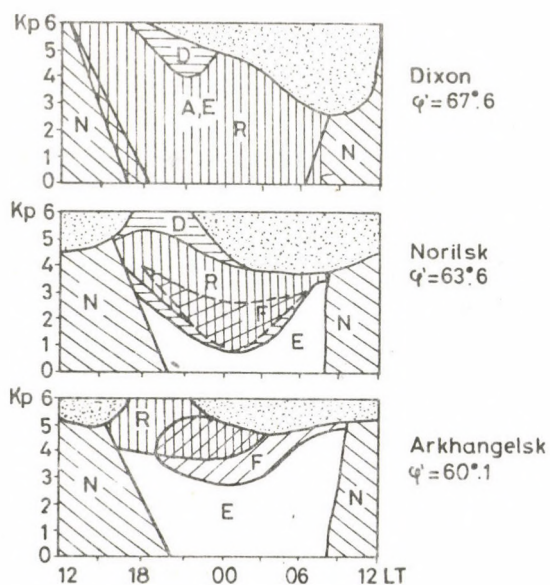 Kp 6
5
4
3
2
1
0
D
A,E
R
N
N
Dixon
φ'=67°.6
Kp 6
5
4
3
2
1
0
D
R
F
E
N
N
Norilsk
φ'=63°.6
Kp 6
5
4
3
2
1
0
R
F
E
N
N
Arkhangelsk
φ'=60°.1
12 18 00 06 12 LT